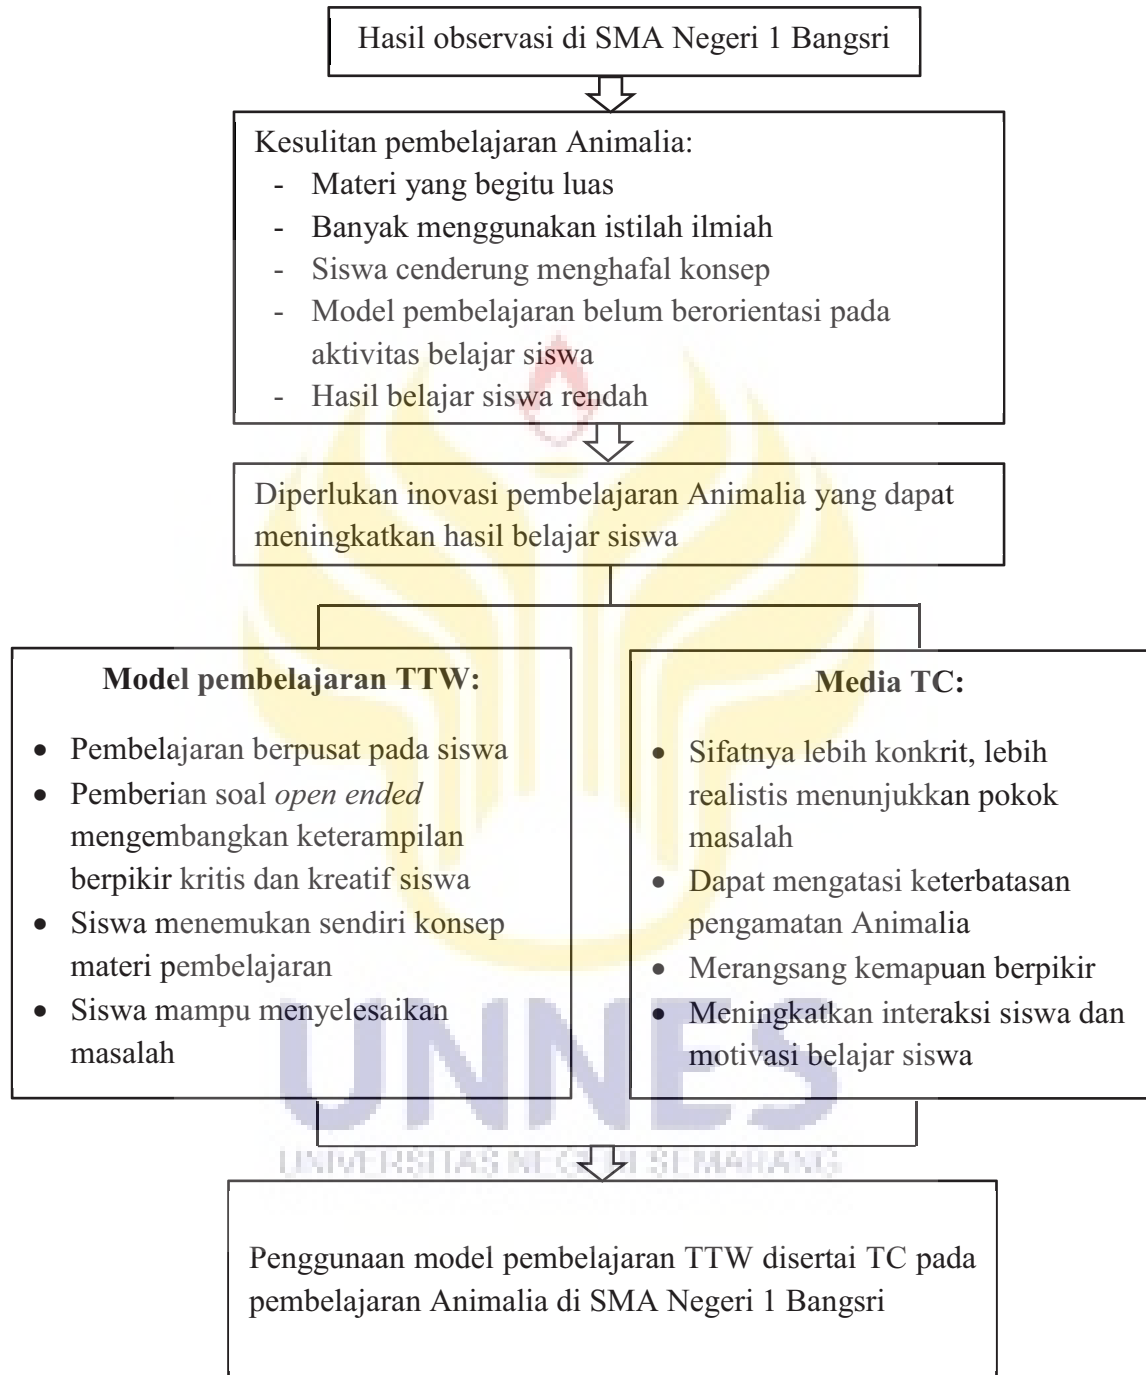 Hasil observasi di SMA Negeri 1 Bangsri
Kesulitan pembelajaran Animalia:
- Materi yang begitu luas
- Banyak menggunakan istilah ilmiah
- Siswa cenderung menghafal konsep
- Model pembelajaran belum berorientasi pada
aktivitas belajar siswa
- Hasil belajar siswa rendah
Diperlukan inovasi pembelajaran Animalia yang dapat
meningkatkan hasil belajar siswa
Model pembelajaran TTW:
• Pembelajaran berpusat pada siswa
• Pemberian soal open ended
mengembangkan keterampilan
berpikir kritis dan kreatif siswa
• Siswa menemukan sendiri konsep
materi pembelajaran
• Siswa mampu menyelesaikan
masalah
Media TC:
• Sifatnya lebih konkrit, lebih
realistis menunjukkan pokok
masalah
• Dapat mengatasi keterbatasan
pengamatan Animalia
• Merangsang kemapuan berpikir
• Meningkatkan interaksi siswa dan
motivasi belajar siswa
UNNES
UNIVERSITAS NEGERI SEMARANG
Penggunaan model pembelajaran TTW disertai TC pada
pembelajaran Animalia di SMA Negeri 1 Bangsri